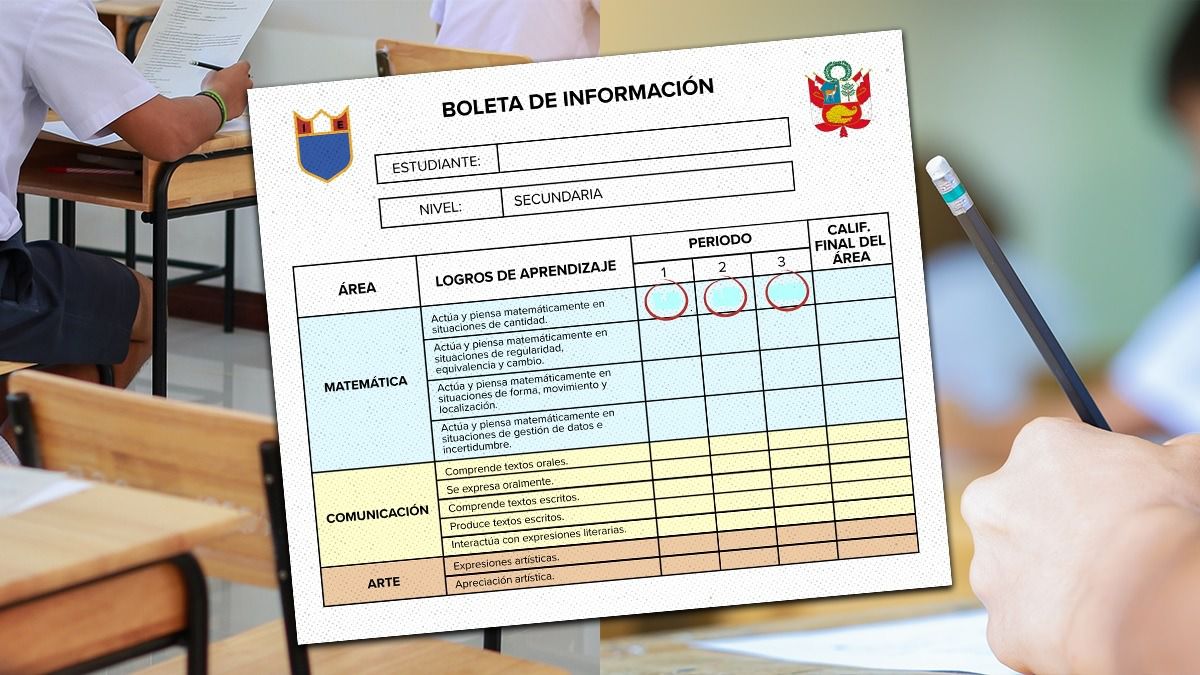 BOLETA DE INFORMACIÓN
I E
ESTUDIANTE:
NIVEL: SECUNDARIA
ÁREA
LOGROS DE APRENDIZAJE
PERIODO
1 2 3
CALIF.
FINAL DEL
ÁREA
MATEMÁTICA
Actúa y piensa matemáticamente en
situaciones de cantidad.
Actúa y piensa matemáticamente en
situaciones de regularidad,
equivalencia y cambio.
Actúa y piensa matemáticamente en
situaciones de forma, movimiento y
localización.
Actúa y piensa matemáticamente en
situaciones de gestión de datos e
incertidumbre.
COMUNICACIÓN
Comprende textos orales.
Se expresa oralmente.
Comprende textos escritos.
Produce textos escritos.
Interactúa con expresiones literarias.
ARTE
Expresiones artísticas.
Apreciación artística.